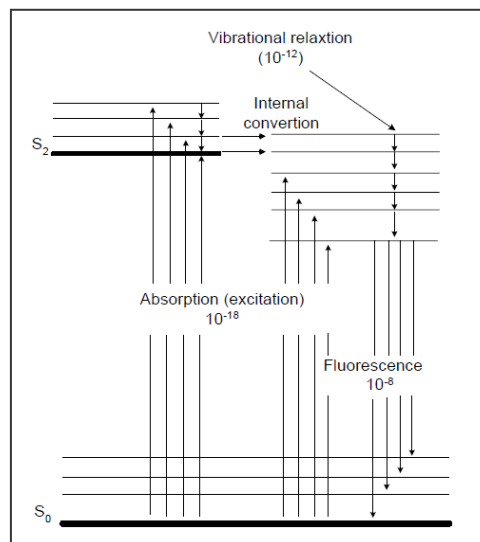 Vibrational relaxtion
(10⁻¹²)
Internal
convertion
S₂
Absorption (excitation)
10⁻¹⁸
Fluorescence
10⁻⁸
S₀